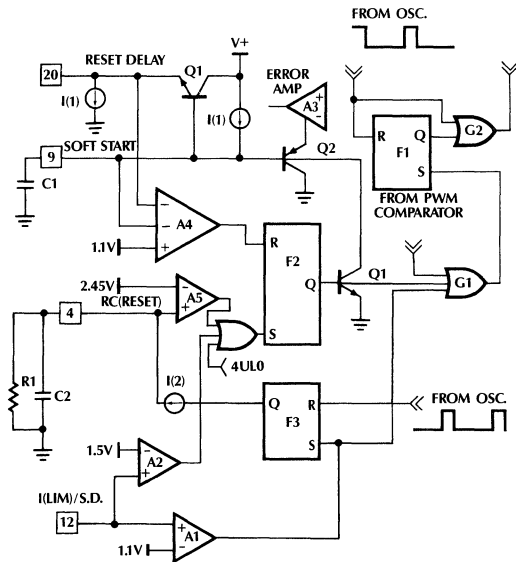 FROM OSC.
V+
RESET DELAY
Q1
20
I(1)
I(1)
ERROR
AMP
+
A3
−
G2
R
Q
F1
S
SOFT START
9
Q2
C1
FROM PWM
COMPARATOR
−
A4
−
+
1.1V
R
F2
Q
S
Q1
G1
2.45V
−
A5
+
RC(RESET)
4
4UL0
R1
C2
I(2)
Q
R
F3
S
FROM OSC.
1.5V
−
A2
+
I(LIM)/S.D.
12
+
A1
−
1.1V